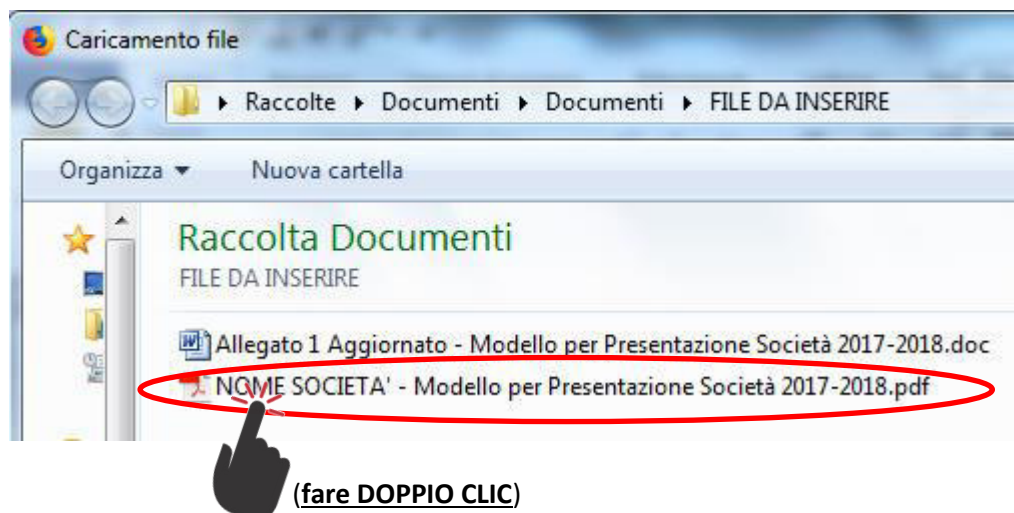 Caricamento file
Raccolte Documenti Documenti FILE DA INSERIRE
Organizza Nuova cartella
Raccolta Documenti
FILE DA INSERIRE
Allegato 1 Aggiornato - Modello per Presentazione Società 2017-2018.doc
NOME SOCIETA' - Modello per Presentazione Società 2017-2018.pdf
(fare DOPPIO CLIC)